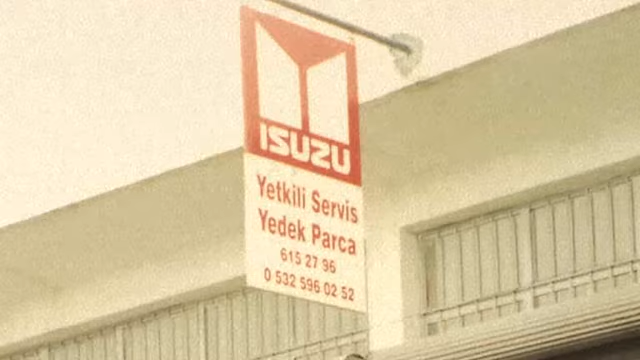 ISUZU
Yetkili Servis
Yedek Parca
615 27 96
0 532 596 02 52